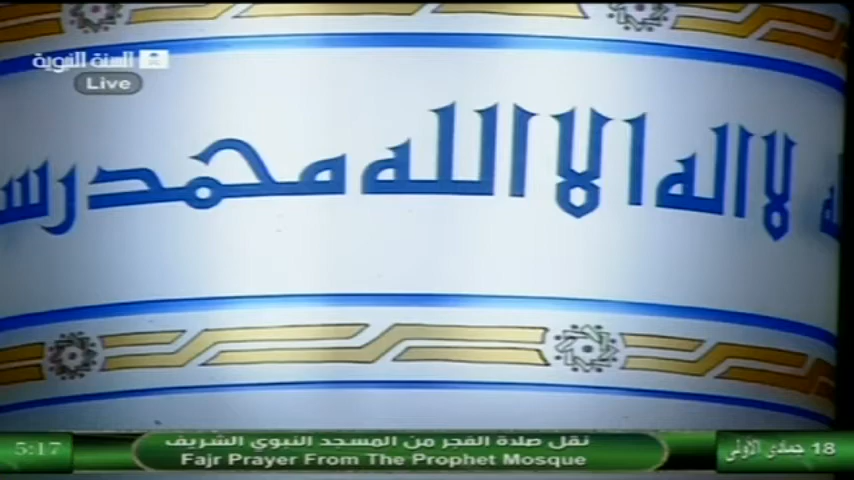 السنة النبوية
Live
لا اله الا الله محمد رس
نقل صلاة الفجر من المسجد النبوي الشريف
5:17
Fajr Prayer From The Prophet Mosque
18 جمادى الأولى